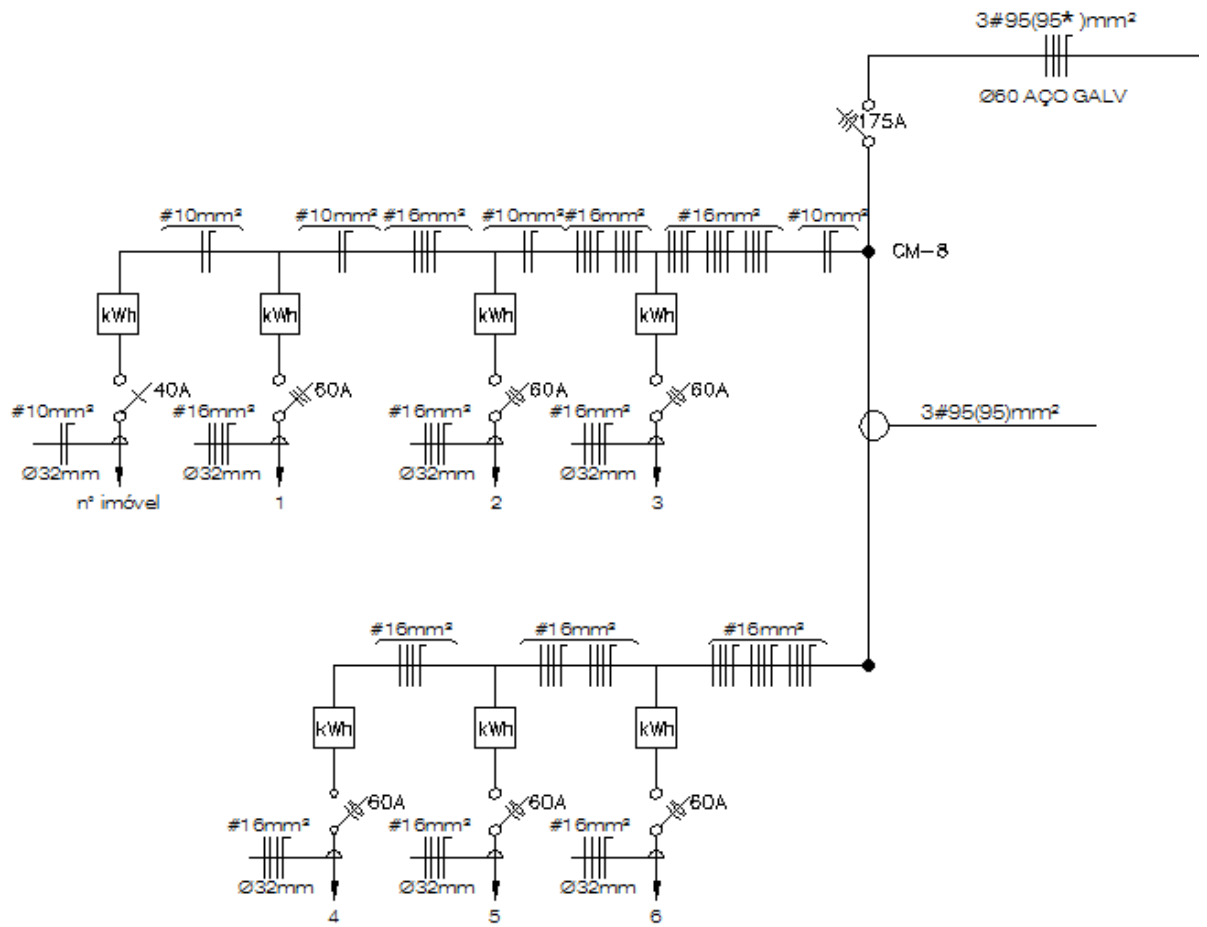 3#95(95*)mm²
Ø60 AÇO GALV
175A
#10mm² #10mm² #16mm² #10mm² #16mm² #16mm² #10mm²
CM-8
kWh kWh kWh kWh
40A 60A 60A 60A
#10mm² #16mm² #16mm² #16mm²
3#95(95)mm²
Ø32mm Ø32mm Ø32mm Ø32mm
n° imóvel 1 2 3
#16mm² #16mm² #16mm²
kWh kWh kWh
60A 60A 60A
#16mm² #16mm² #16mm²
Ø32mm Ø32mm Ø32mm
4 5 6